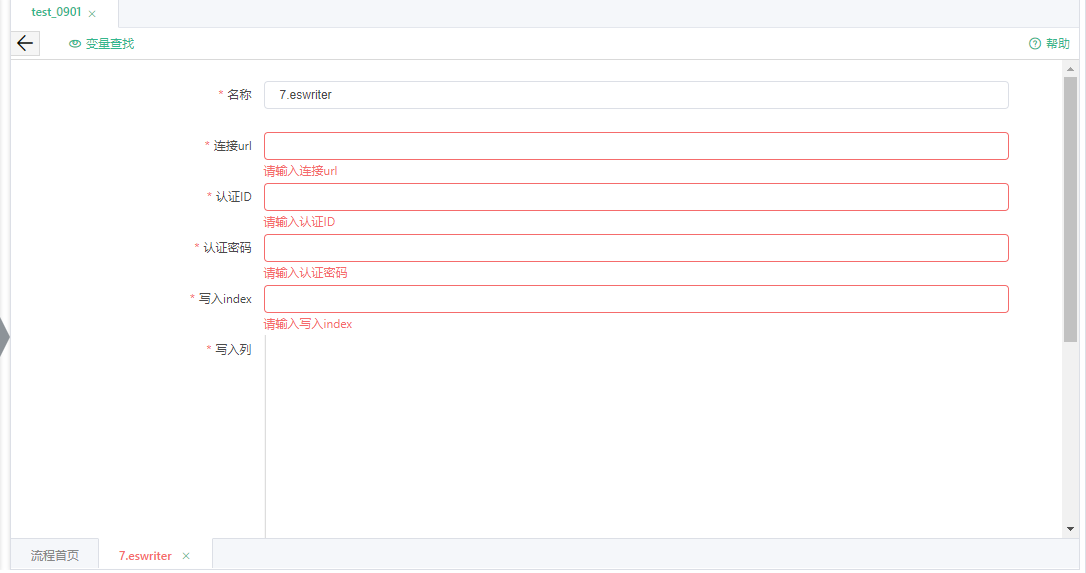 test_0901 ×
变量查找 帮助
* 名称 7.eswriter
* 连接url
请输入连接url
* 认证ID
请输入认证ID
* 认证密码
请输入认证密码
* 写入index
请输入写入index
* 写入列
流程首页 7.eswriter ×